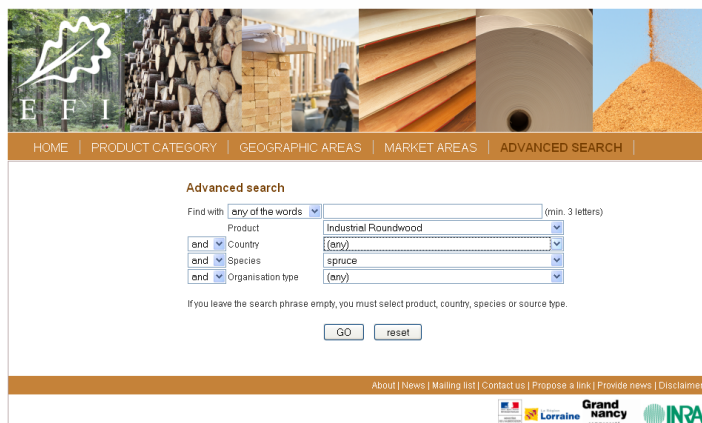 EFI
HOME | PRODUCT CATEGORY | GEOGRAPHIC AREAS | MARKET AREAS | ADVANCED SEARCH |
Advanced search
Find with any of the words (min. 3 letters)
Product Industrial Roundwood
and Country (any)
and Species spruce
and Organisation type (any)
If you leave the search phrase empty, you must select product, country, species or source type.
GO reset
About | News | Mailing list | Contact us | Propose a link | Provide news | Disclaimer
Lorraine
Grand
Nancy
INRA